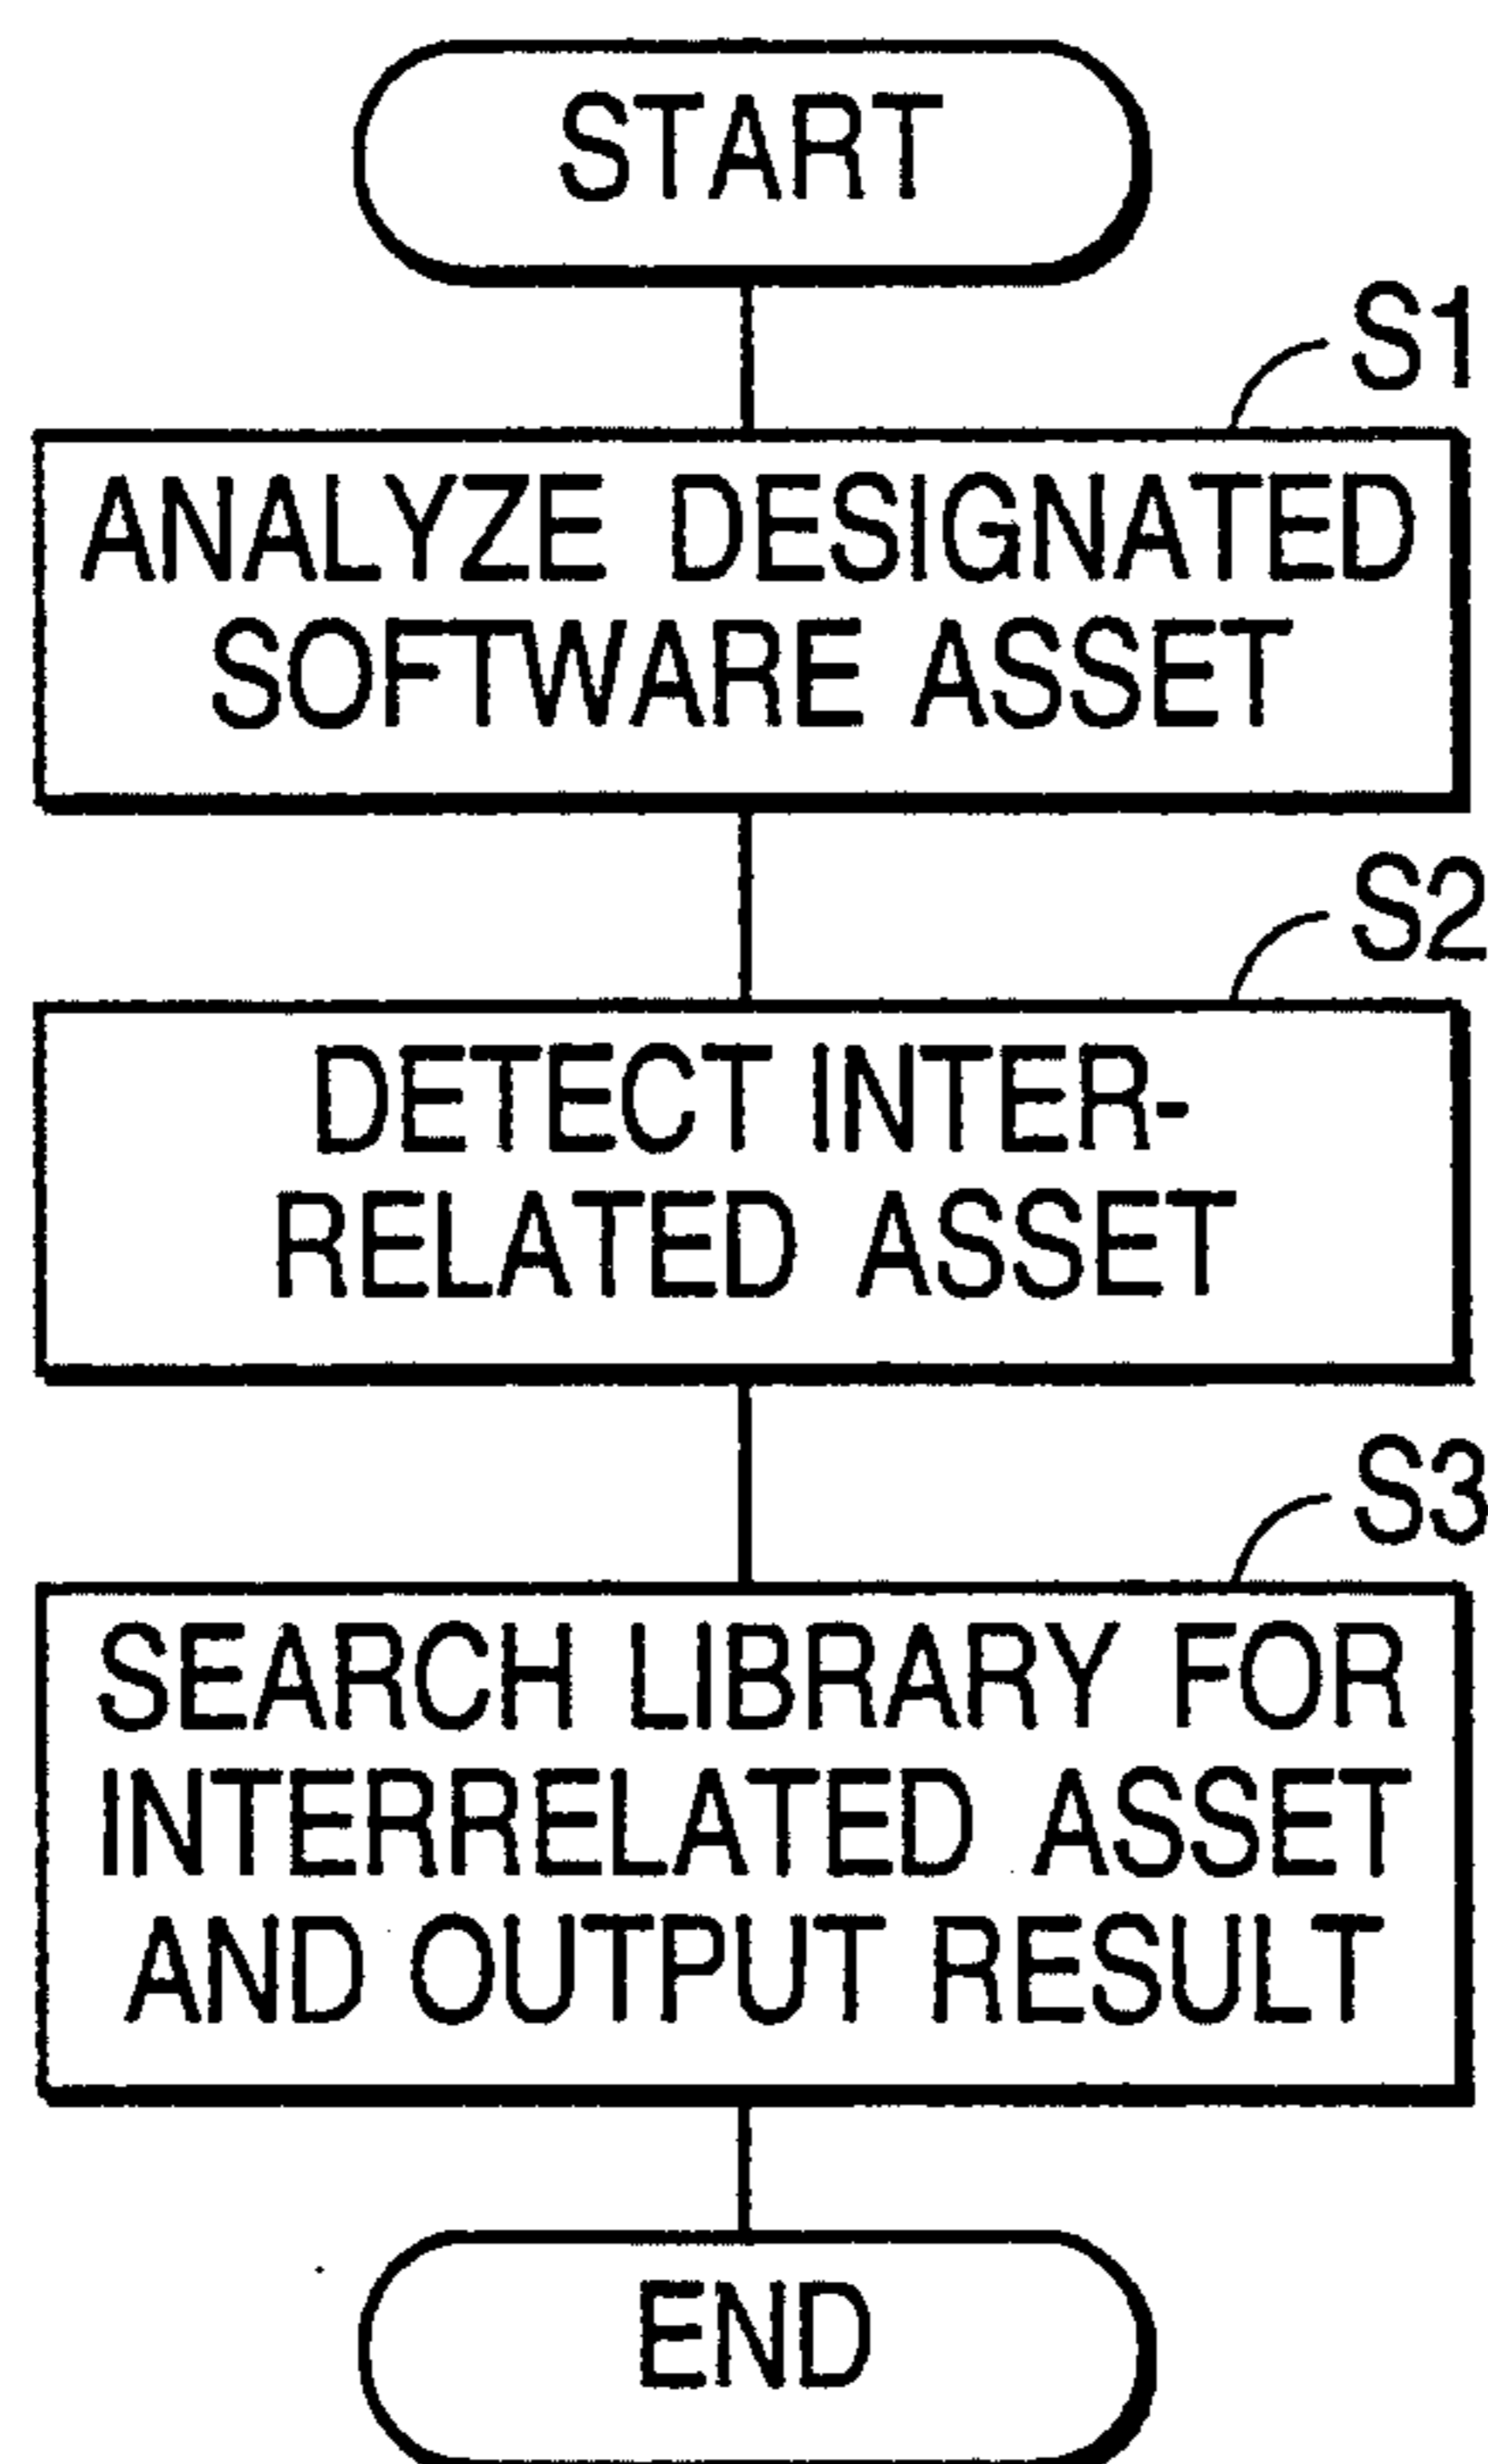 START
S1
ANALYZE DESIGNATED
SOFTWARE ASSET
S2
DETECT INTER-
RELATED ASSET
S3
SEARCH LIBRARY FOR
INTERRELATED ASSET
AND OUTPUT RESULT
END